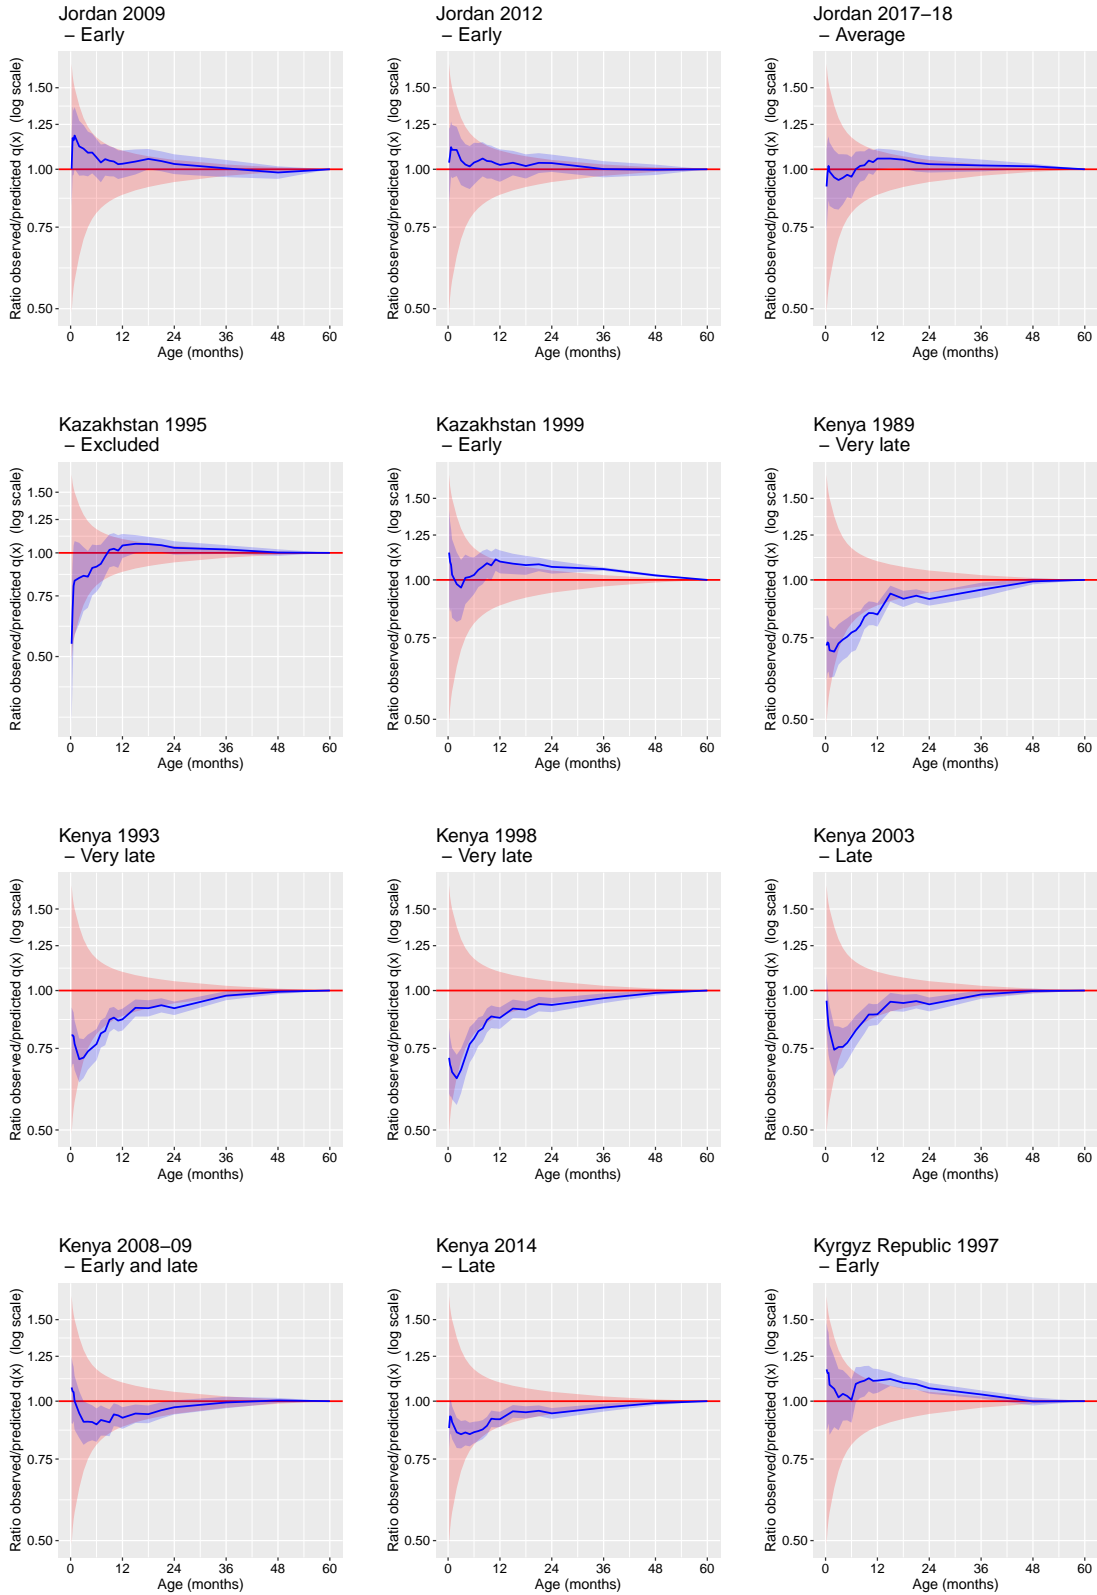 Jordan 2009
– Early
Ratio observed/predicted q(x)  (log scale)
1.50
1.25
1.00
0.75
0.50
0
12
24
36
48
60
Age (months)
Jordan 2012
– Early
Ratio observed/predicted q(x)  (log scale)
1.50
1.25
1.00
0.75
0.50
0
12
24
36
48
60
Age (months)
Jordan 2017–18
– Average
Ratio observed/predicted q(x)  (log scale)
1.50
1.25
1.00
0.75
0.50
0
12
24
36
48
60
Age (months)
Kazakhstan 1995
– Excluded
Ratio observed/predicted q(x)  (log scale)
1.50
1.25
1.00
0.75
0.50
0
12
24
36
48
60
Age (months)
Kazakhstan 1999
– Early
Ratio observed/predicted q(x)  (log scale)
1.50
1.25
1.00
0.75
0.50
0
12
24
36
48
60
Age (months)
Kenya 1989
– Very late
Ratio observed/predicted q(x)  (log scale)
1.50
1.25
1.00
0.75
0.50
0
12
24
36
48
60
Age (months)
Kenya 1993
– Very late
Ratio observed/predicted q(x)  (log scale)
1.50
1.25
1.00
0.75
0.50
0
12
24
36
48
60
Age (months)
Kenya 1998
– Very late
Ratio observed/predicted q(x)  (log scale)
1.50
1.25
1.00
0.75
0.50
0
12
24
36
48
60
Age (months)
Kenya 2003
– Late
Ratio observed/predicted q(x)  (log scale)
1.50
1.25
1.00
0.75
0.50
0
12
24
36
48
60
Age (months)
Kenya 2008–09
– Early and late
Ratio observed/predicted q(x)  (log scale)
1.50
1.25
1.00
0.75
0.50
0
12
24
36
48
60
Age (months)
Kenya 2014
– Late
Ratio observed/predicted q(x)  (log scale)
1.50
1.25
1.00
0.75
0.50
0
12
24
36
48
60
Age (months)
Kyrgyz Republic 1997
– Early
Ratio observed/predicted q(x)  (log scale)
1.50
1.25
1.00
0.75
0.50
0
12
24
36
48
60
Age (months)